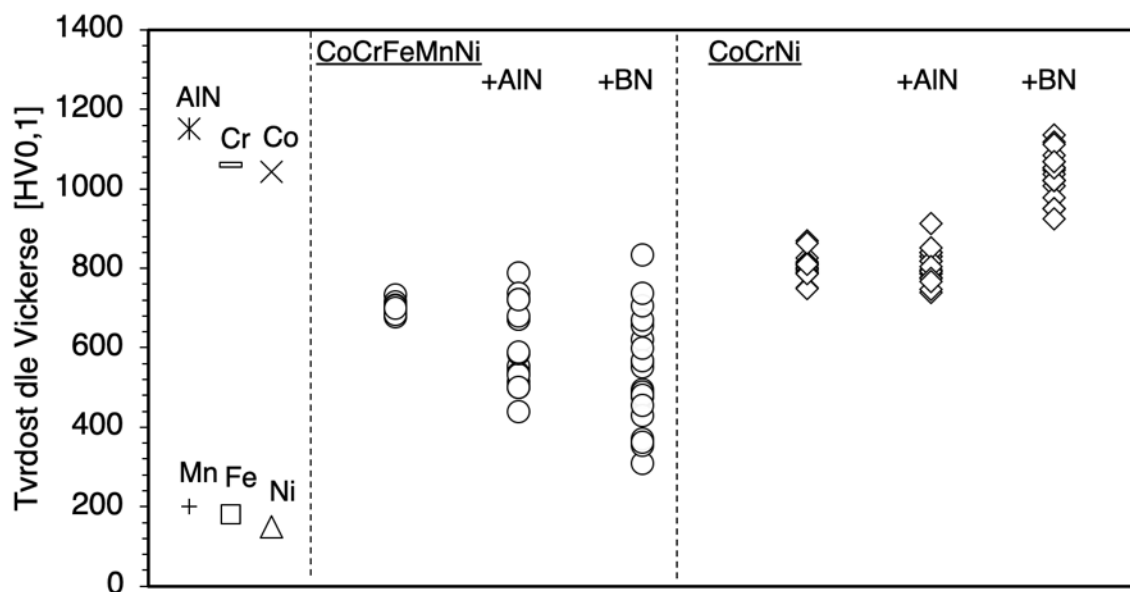 Tvrdost dle Vickerse [HV0,1]
1400
1200
1000
800
600
400
200
0
AlN
Cr
Co
Mn
Fe
Ni
CoCrFeMnNi
+AlN
+BN
CoCrNi
+AlN
+BN